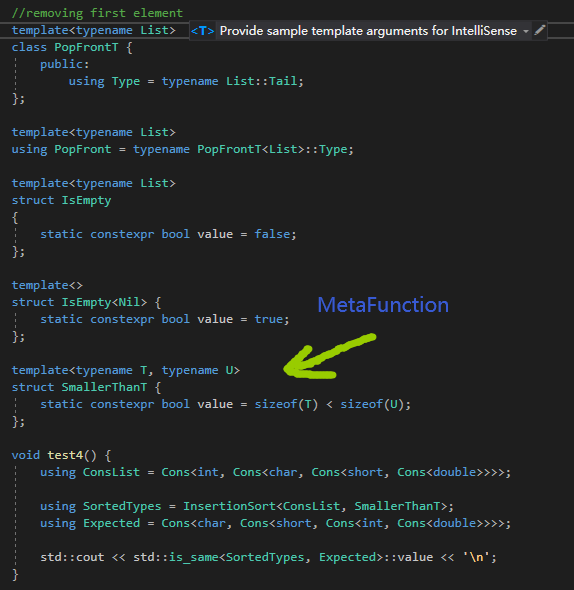 //removing first element
template<typename List> <T> Provide sample template arguments for IntelliSense
class PopFrontT {
    public:
        using Type = typename List::Tail;
};

template<typename List>
using PopFront = typename PopFrontT<List>::Type;

template<typename List>
struct IsEmpty
{
    static constexpr bool value = false;
};

template<>
struct IsEmpty<Nil> {
    static constexpr bool value = true;
};
MetaFunction

template<typename T, typename U>
struct SmallerThanT {
    static constexpr bool value = sizeof(T) < sizeof(U);
};

void test4() {
    using ConsList = Cons<int, Cons<char, Cons<short, Cons<double>>>>;

    using SortedTypes = InsertionSort<ConsList, SmallerThanT>;
    using Expected = Cons<char, Cons<short, Cons<int, Cons<double>>>>;

    std::cout << std::is_same<SortedTypes, Expected>::value << '\n';
}